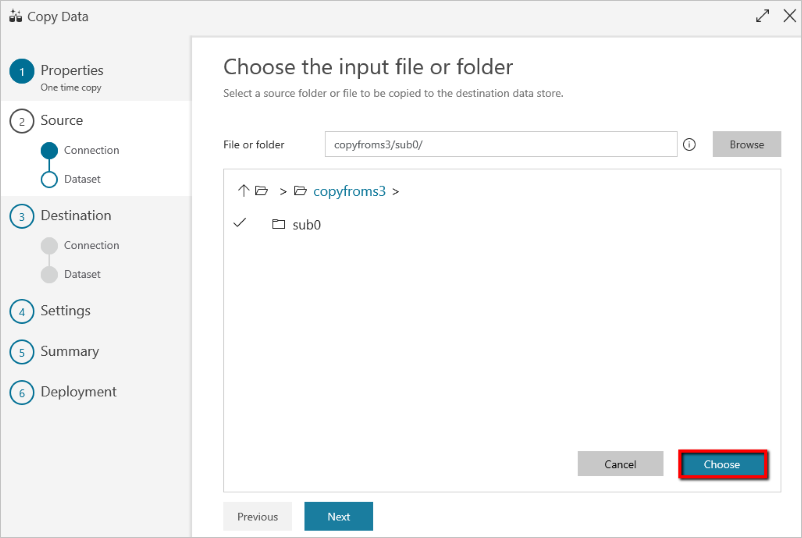 Copy Data
1 Properties
One time copy
2 Source
Connection
Dataset
3 Destination
Connection
Dataset
4 Settings
5 Summary
6 Deployment
Choose the input file or folder
Select a source folder or file to be copied to the destination data store.
File or folder copyfroms3/sub0/ Browse
> copyfroms3 >
sub0
Cancel Choose
Previous Next